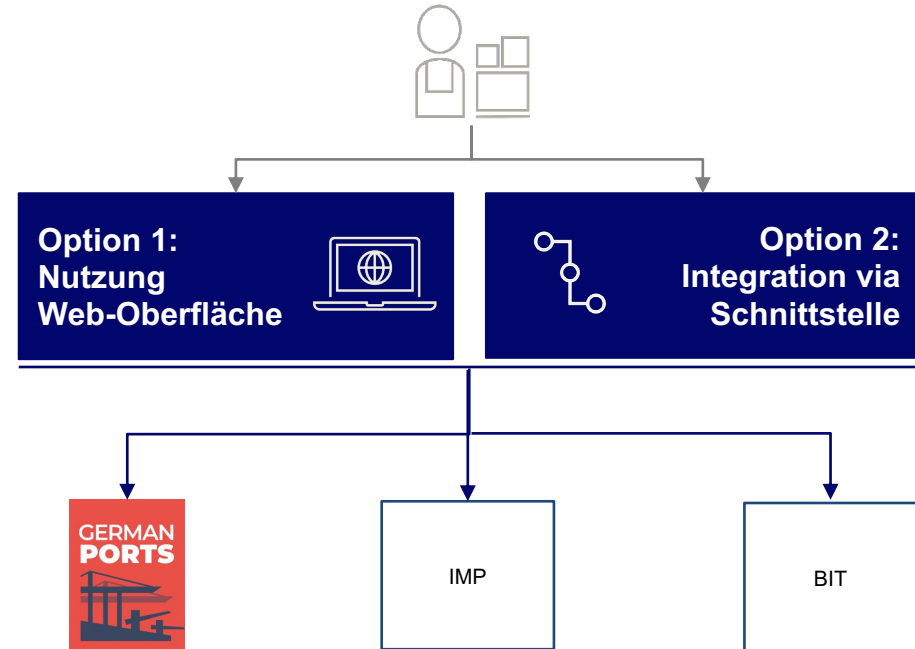 Option 1:
Nutzung
Web-Oberfläche
Option 2:
Integration via
Schnittstelle
GERMAN
PORTS
IMP
BIT